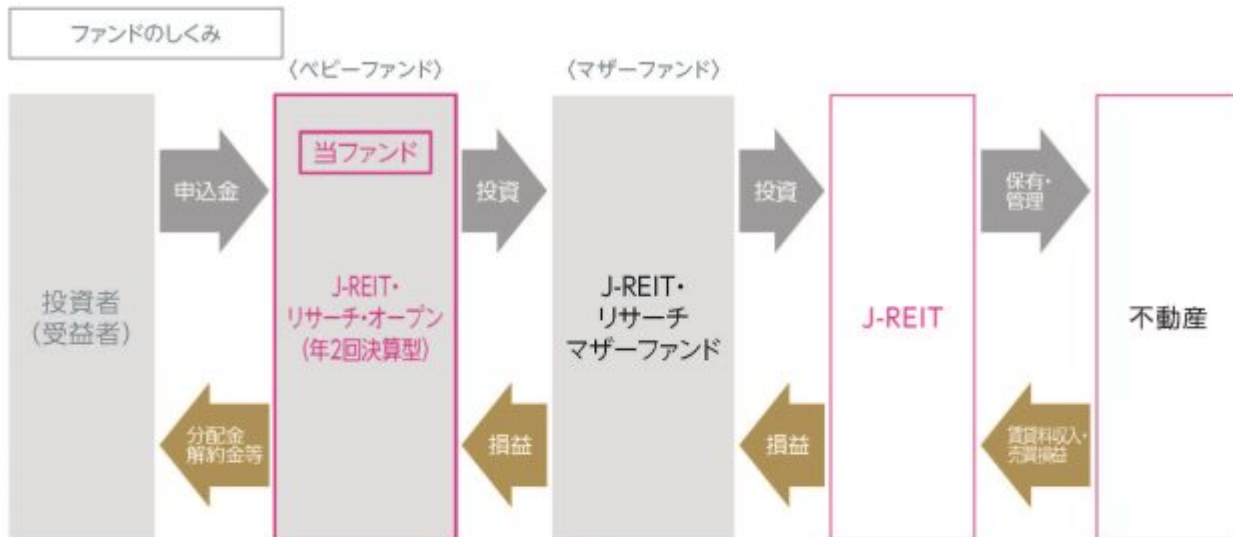 ファンドのしくみ
〈ベビーファンド〉
〈マザーファンド〉
投資者
(受益者)
申込金
分配金
解約金等
当ファンド
J-REIT・
リサーチ・オープン
(年2回決算型)
投資
損益
J-REIT・
リサーチ
マザーファンド
投資
損益
J-REIT
保有・
管理
賃貸料収入・
売買損益
不動産